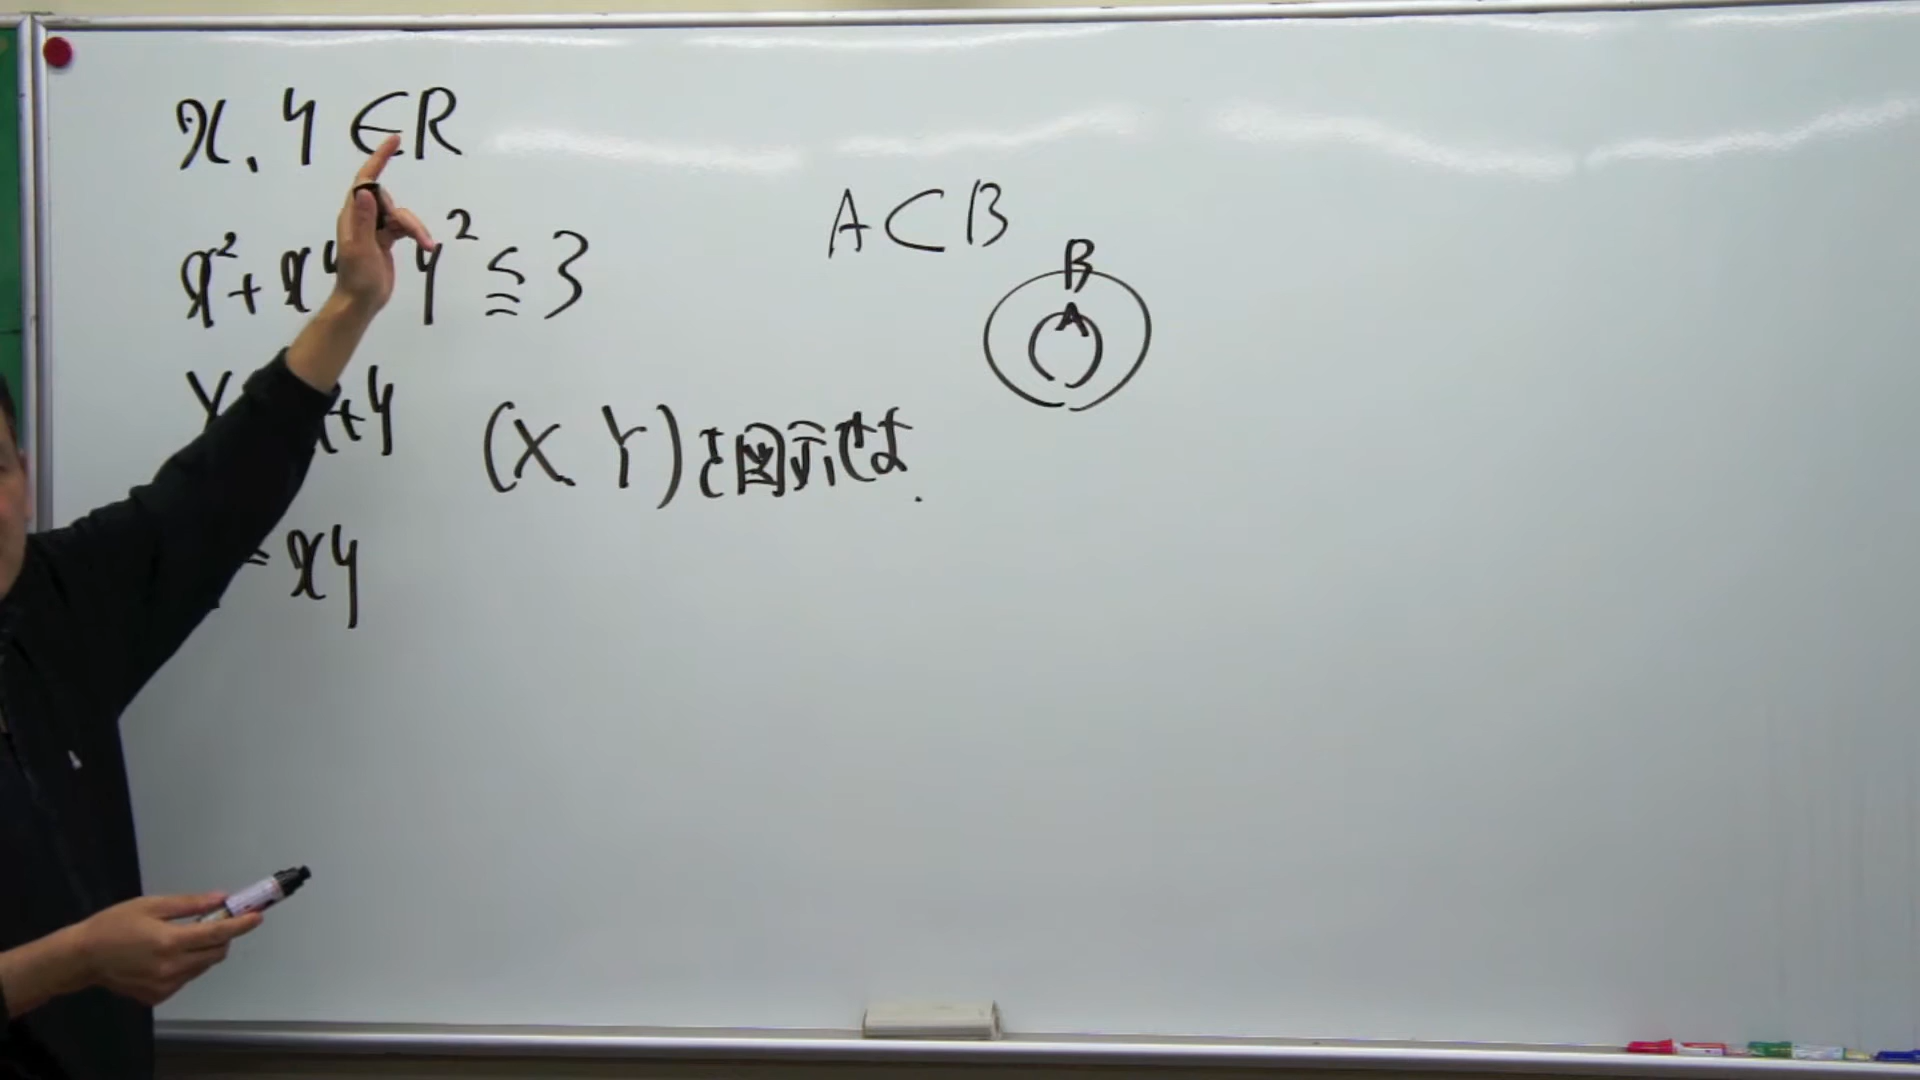 x, y ∈ R
x² + xy y² ≦ 3
x + y
(X Y)を図示せよ.
= xy
A ⊂ B
B
A